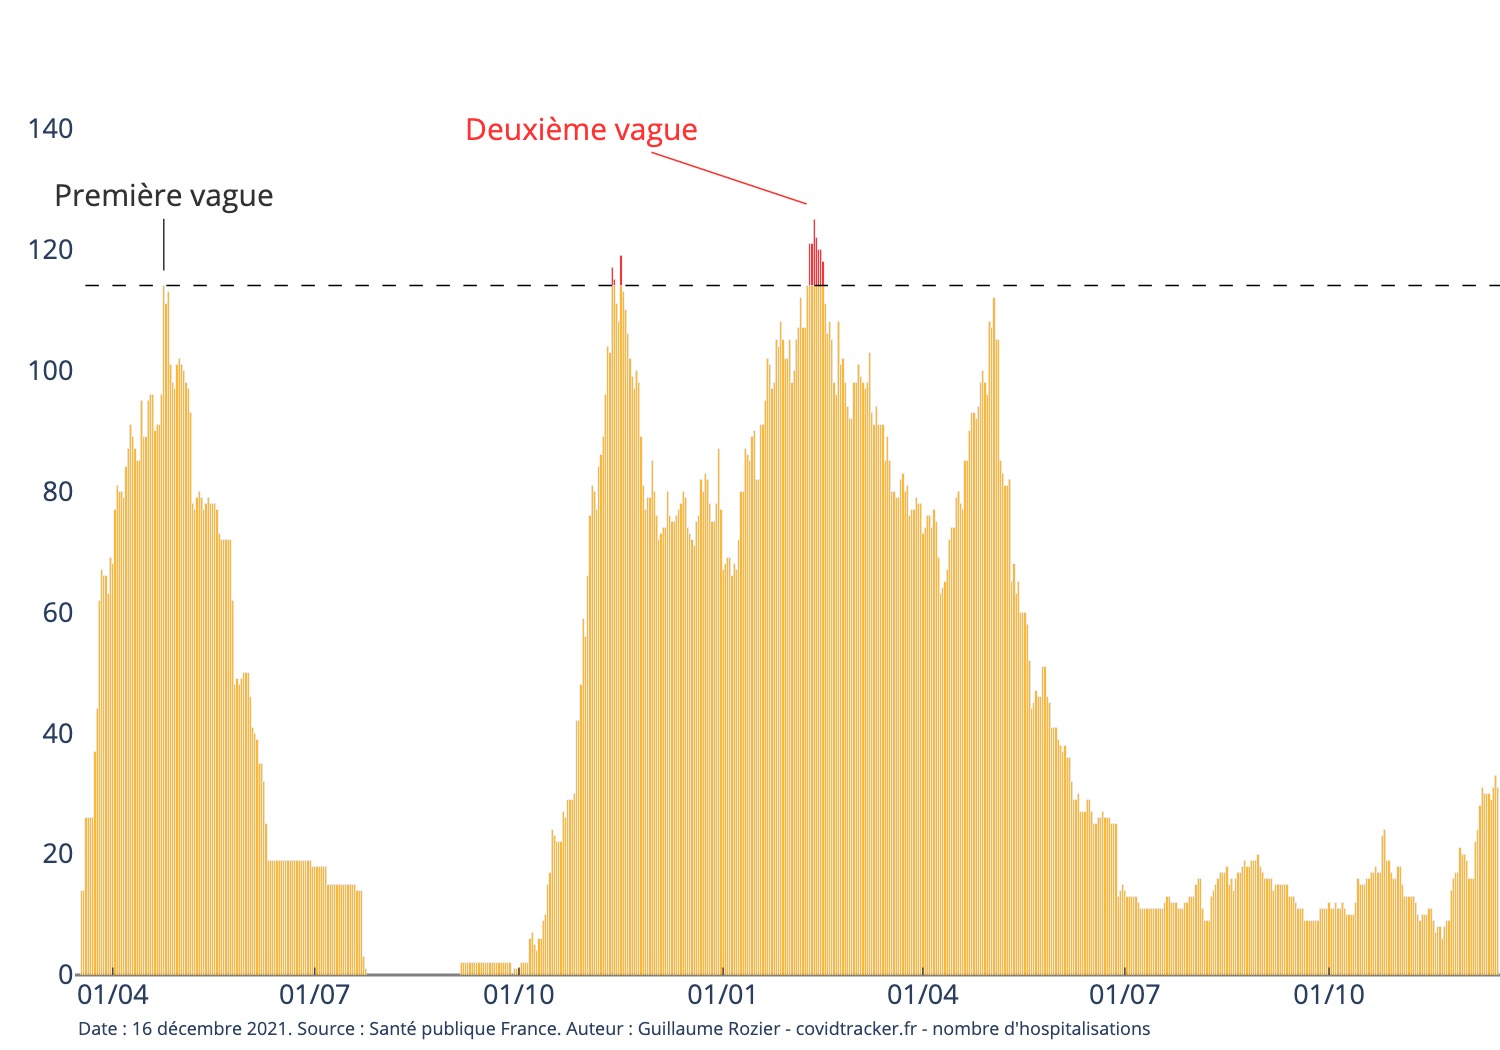 140
Deuxième vague
Première vague
120
100
80
60
40
20
0
01/04 01/07 01/10 01/01 01/04 01/07 01/10
Date : 16 décembre 2021. Source : Santé publique France. Auteur : Guillaume Rozier - covidtracker.fr - nombre d'hospitalisations